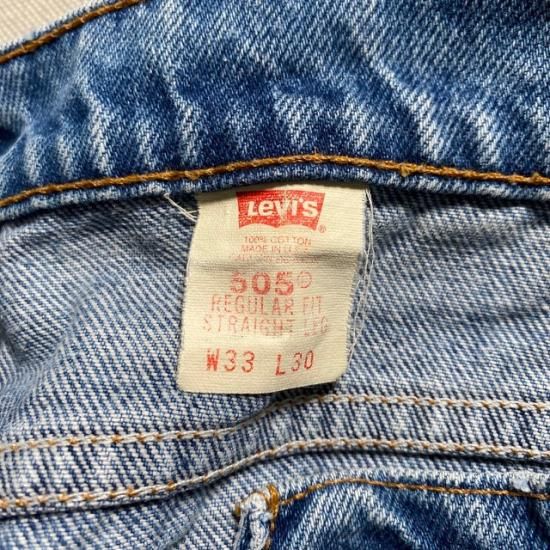 Levi's
®
100% COTTON
MADE IN U.S.
505
REGULAR FIT
STRAIGHT LEG
W33 L30